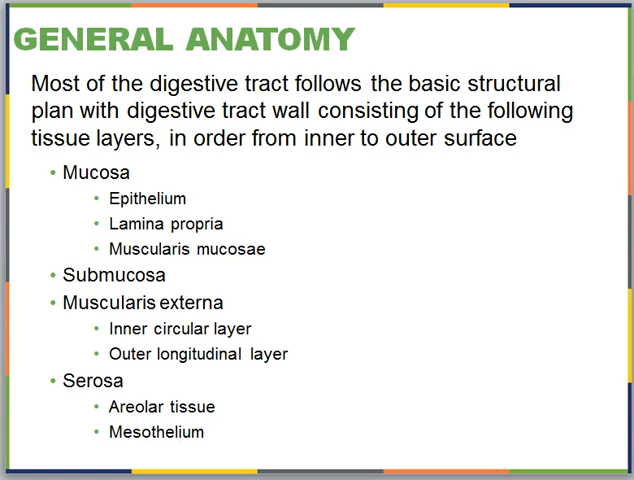 GENERAL ANATOMY
Most of the digestive tract follows the basic structural
plan with digestive tract wall consisting of the following
tissue layers, in order from inner to outer surface
• Mucosa
• Epithelium
• Lamina propria
• Muscularis mucosae
• Submucosa
• Muscularis externa
• Inner circular layer
• Outer longitudinal layer
• Serosa
• Areolar tissue
• Mesothelium